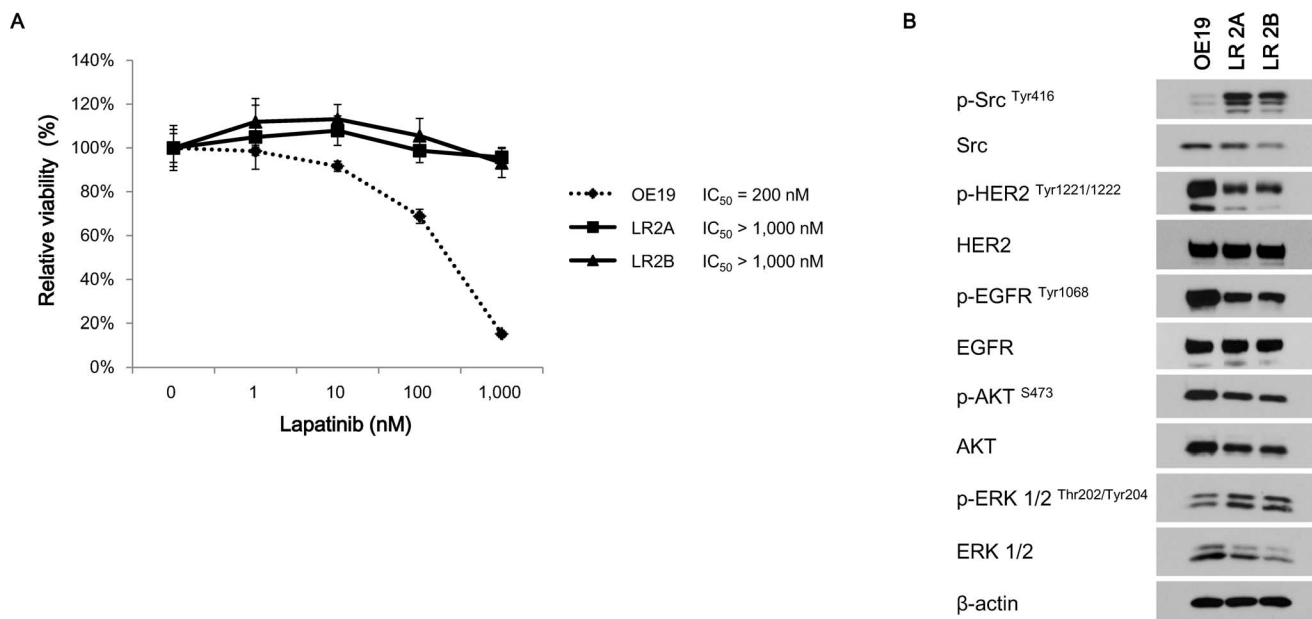 A
140%
120%
100%
80%
60%
40%
20%
0%
Relative viability (%)
0 1 10 100 1,000
Lapatinib (nM)
OE19 IC50 = 200 nM
LR2A IC50 > 1,000 nM
LR2B IC50 > 1,000 nM
B
OE19 LR 2A LR 2B
p-Src Tyr416
Src
p-HER2 Tyr1221/1222
HER2
p-EGFR Tyr1068
EGFR
p-AKT S473
AKT
p-ERK 1/2 Thr202/Tyr204
ERK 1/2
β-actin